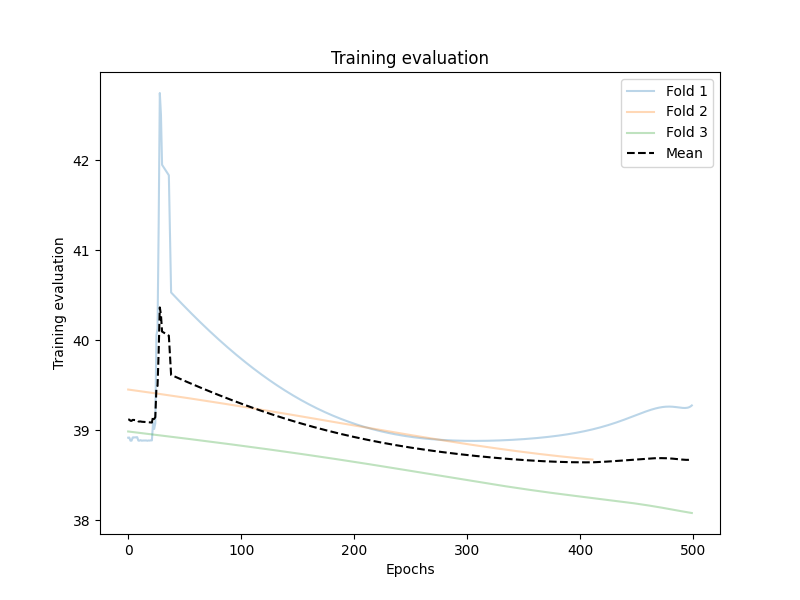 Training evaluation
Fold 1
Fold 2
Fold 3
Mean
Training evaluation
42
41
40
39
38
0 100 200 300 400 500
Epochs